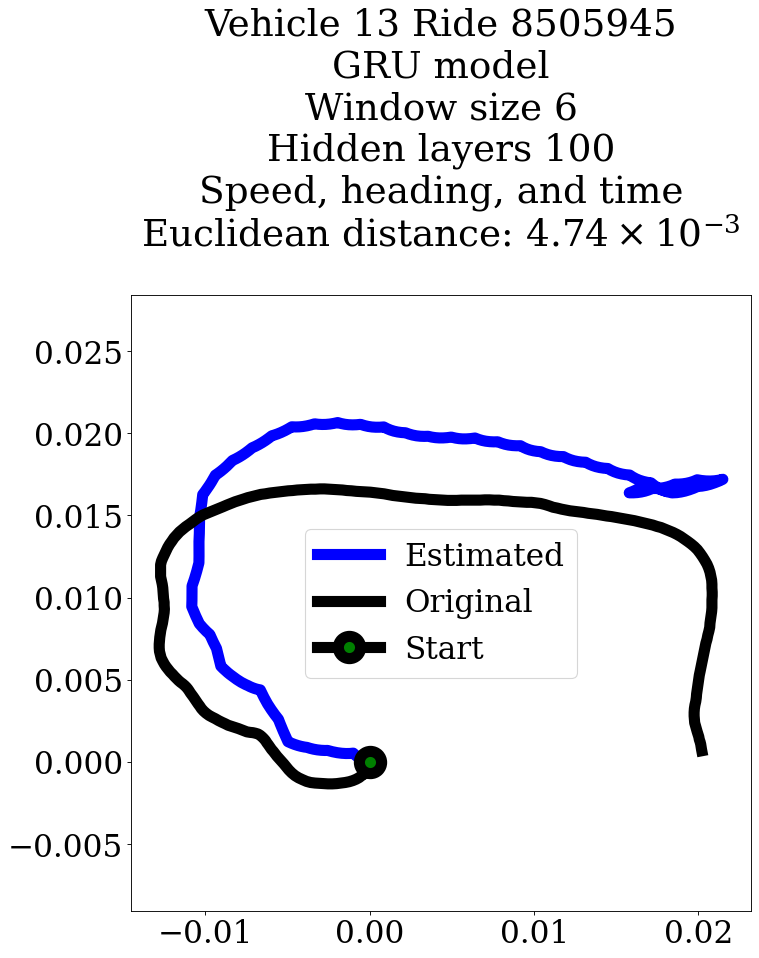 Vehicle 13 Ride 8505945
GRU model
Window size 6
Hidden layers 100
Speed, heading, and time
Euclidean distance: 4.74 × 10⁻³
0.025
0.020
0.015
0.010
0.005
0.000
−0.005
Estimated
Original
Start
−0.01 0.00 0.01 0.02